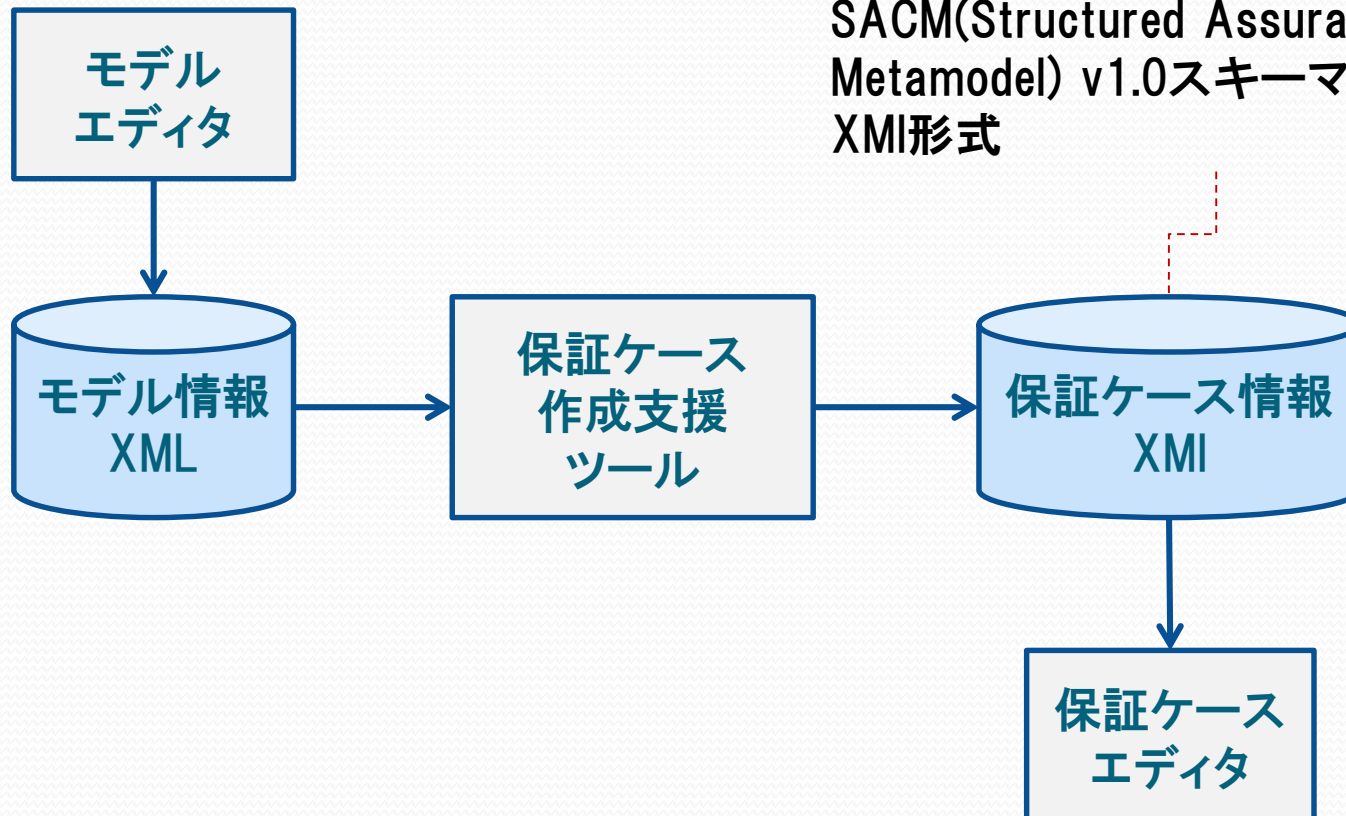 モデル
エディタ
SACM(Structured
Metamodel) v1.0スキーマ
XMI形式
モデル情報
XML
保証ケース
作成支援
ツール
保証ケース情報
XMI
保証ケース
エディタ